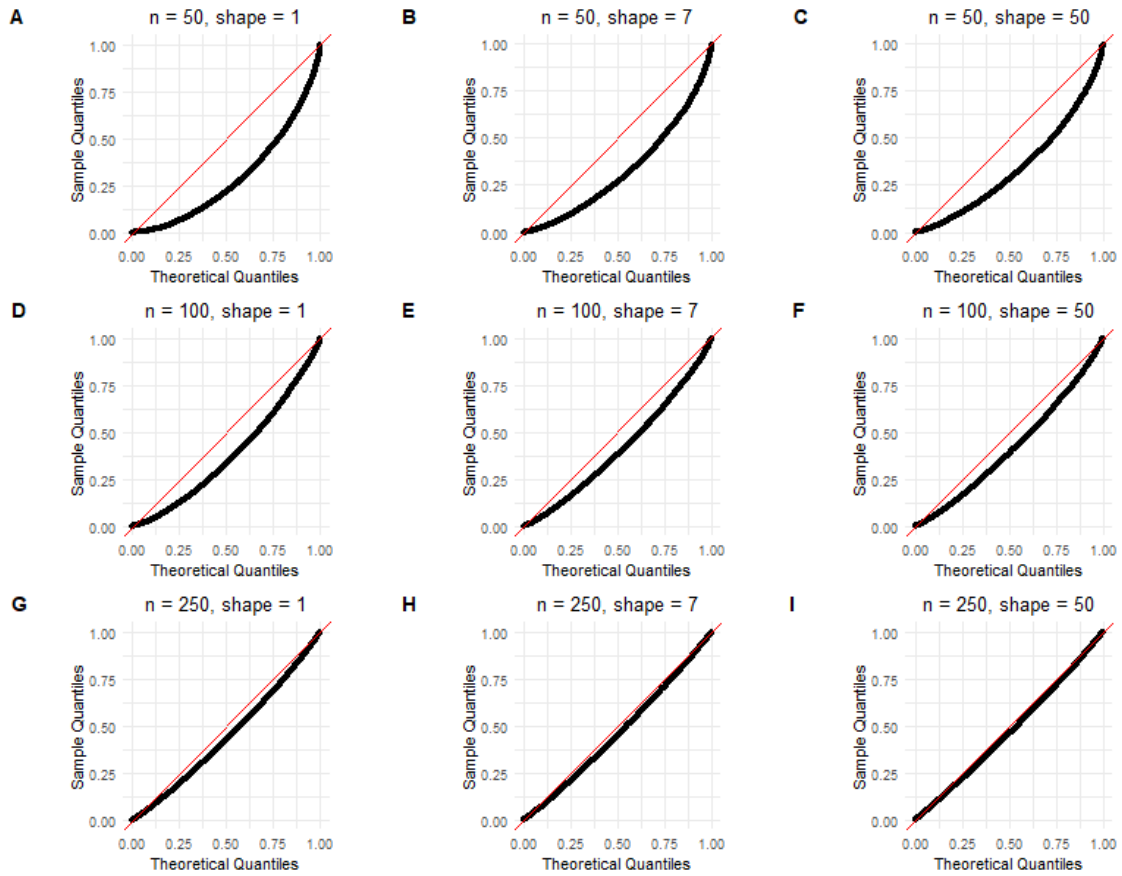 A n = 50, shape = 1 B n = 50, shape = 7 C n = 50, shape = 50
1.00 1.00 1.00
0.75 0.75 0.75
0.50 0.50 0.50
0.25 0.25 0.25
0.00 0.00 0.00
Sample Quantiles Sample Quantiles Sample Quantiles
0.00 0.25 0.50 0.75 1.00 0.00 0.25 0.50 0.75 1.00 0.00 0.25 0.50 0.75 1.00
Theoretical Quantiles Theoretical Quantiles Theoretical Quantiles
D n = 100, shape = 1 E n = 100, shape = 7 F n = 100, shape = 50
1.00 1.00 1.00
0.75 0.75 0.75
0.50 0.50 0.50
0.25 0.25 0.25
0.00 0.00 0.00
Sample Quantiles Sample Quantiles Sample Quantiles
0.00 0.25 0.50 0.75 1.00 0.00 0.25 0.50 0.75 1.00 0.00 0.25 0.50 0.75 1.00
Theoretical Quantiles Theoretical Quantiles Theoretical Quantiles
G n = 250, shape = 1 H n = 250, shape = 7 I n = 250, shape = 50
1.00 1.00 1.00
0.75 0.75 0.75
0.50 0.50 0.50
0.25 0.25 0.25
0.00 0.00 0.00
Sample Quantiles Sample Quantiles Sample Quantiles
0.00 0.25 0.50 0.75 1.00 0.00 0.25 0.50 0.75 1.00 0.00 0.25 0.50 0.75 1.00
Theoretical Quantiles Theoretical Quantiles Theoretical Quantiles